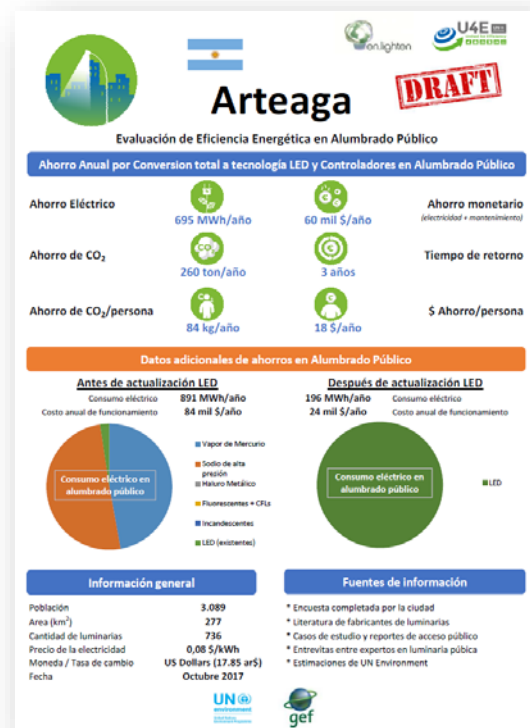 en.lighten
U4E
DRAFT
Arteaga
Evaluación de Eficiencia Energética en Alumbrado Público
Ahorro Anual por Conversion total a tecnología LED y Controladores en Alumbrado Público
Ahorro Eléctrico
695 MWh/año
60 mil $/año
Ahorro monetario
(electricidad + mantenimiento)
Ahorro de CO₂
CO₂
260 ton/año
3 años
Tiempo de retorno
Ahorro de CO₂/persona
84 kg/año
18 $/año
$ Ahorro/persona
Datos adicionales de ahorros en Alumbrado Público
Antes de actualización LED
Consumo eléctrico 891 MWh/año
Costo anual de funcionamiento 84 mil $/año
Después de actualización LED
196 MWh/año Consumo eléctrico
24 mil $/año Costo anual de funcionamiento
Consumo eléctrico en
alumbrado público
Vapor de Mercurio
Sodio de alta
presión
Haluro Metálico
Fluorescentes + CFLs
Incandescentes
LED (existentes)
Consumo eléctrico en
alumbrado público
LED
Información general
Población 3.089
Area (km²) 277
Cantidad de luminarias 736
Precio de la electricidad 0,08 $/kWh
Moneda / Tasa de cambio US Dollars (17.85 ar$)
Fecha Octubre 2017
Fuentes de información
* Encuesta completada por la ciudad
* Literatura de fabricantes de luminarias
* Casos de estudio y reportes de acceso público
* Entrevitas entre expertos en luminaria púbica
* Estimaciones de UN Environment
UN
environment
gef